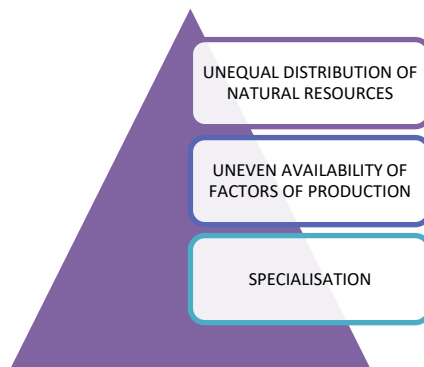 UNEQUAL DISTRIBUTION OF
NATURAL RESOURCES
UNEVEN AVAILABILITY OF
FACTORS OF PRODUCTION
SPECIALISATION